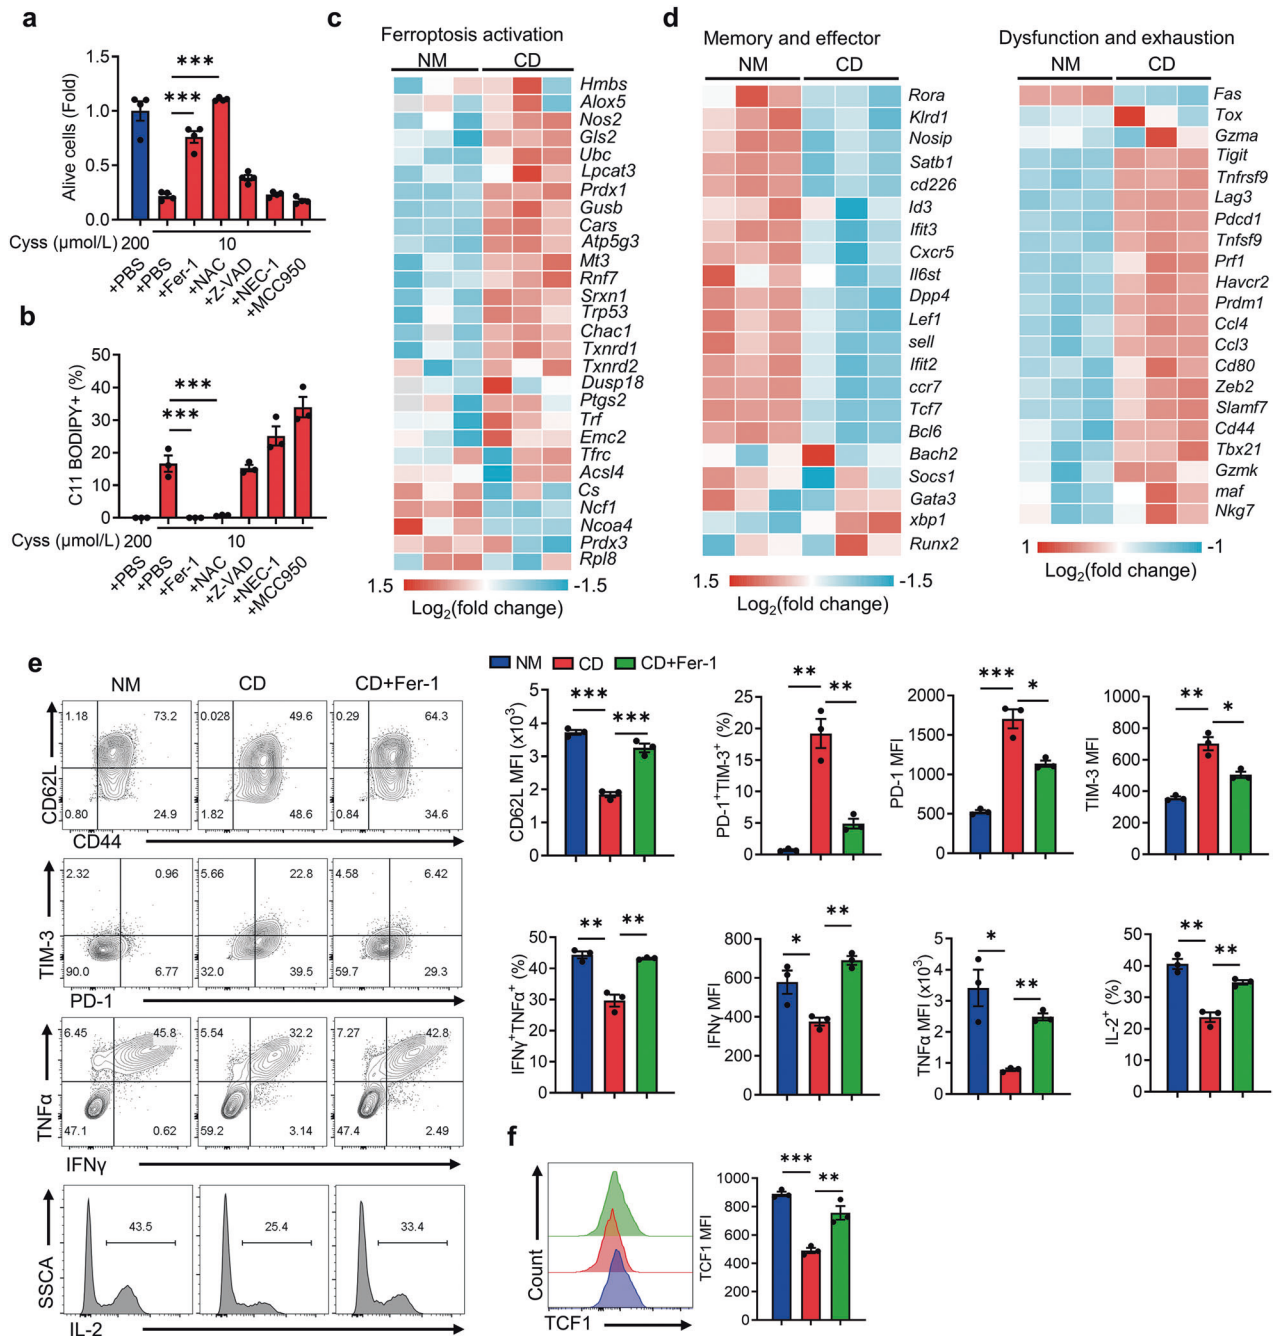 a
1.5
1.0
0.5
0.0
Alive cells (Fold)
***
***
Cyss (μmol/L) 200 10
+PBS
+PBS
+Fer-1
+NAC
+Z-VAD
+NEC-1
+MCC950
b
50
40
30
20
10
0
C11 BODIPY+ (%)
***
***
Cyss (μmol/L) 200 10
+PBS
+PBS
+Fer-1
+NAC
+Z-VAD
+NEC-1
+MCC950
c
Ferroptosis activation
NM CD
Hmbs
Alox5
Nos2
Gls2
Ubc
Lpcat3
Prdx1
Gusb
Cars
Atp5g3
Mt3
Rnf7
Srxn1
Trp53
Chac1
Txnrd1
Txnrd2
Dusp18
Ptgs2
Trf
Emc2
Tfrc
Acsl4
Cs
Ncf1
Ncoa4
Prdx3
Rpl8
1.5 -1.5
Log2(fold change)
d
Memory and effector
NM CD
Rora
Klrd1
Nosip
Satb1
cd226
Id3
Ifit3
Cxcr5
Il6st
Dpp4
Lef1
sell
Ifit2
ccr7
Tcf7
Bcl6
Bach2
Socs1
Gata3
xbp1
Runx2
1.5 -1.5
Log2(fold change)
Dysfunction and exhaustion
NM CD
Fas
Tox
Gzma
Tigit
Tnfrsf9
Lag3
Pdcd1
Tnfsf9
Prf1
Havcr2
Prdm1
Ccl4
Ccl3
Cd80
Zeb2
Slamf7
Cd44
Tbx21
Gzmk
maf
Nkg7
1 -1
Log2(fold change)
e
NM CD CD+Fer-1
1.18 73.2 0.028 49.6 0.29 64.3
0.80 24.9 1.82 48.6 0.84 34.6
CD62L
CD44
2.32 0.96 5.66 22.8 4.58 6.42
90.0 6.77 32.0 39.5 59.7 29.3
TIM-3
PD-1
6.45 45.8 5.54 32.2 7.27 42.8
47.1 0.62 59.2 3.14 47.4 2.49
TNFα
IFNγ
43.5 25.4 33.4
SSCA
IL-2
NM CD CD+Fer-1
5
4
3
2
1
0
CD62L MFI (x10³)
*** ***
25
20
15
10
5
0
PD-1+TIM-3+ (%)
** **
2000
1500
1000
500
0
PD-1 MFI
*** *
1000
800
600
400
200
0
TIM-3 MFI
** *
50
40
30
20
10
0
IFNγ+TNFα+ (%)
** **
800
600
400
200
0
IFNγ MFI
* **
5
4
3
2
1
0
TNFα MFI (x10³)
* **
50
40
30
20
10
0
IL-2+ (%)
** **
f
Count
TCF1
1000
800
600
400
200
0
TCF1 MFI
*** **